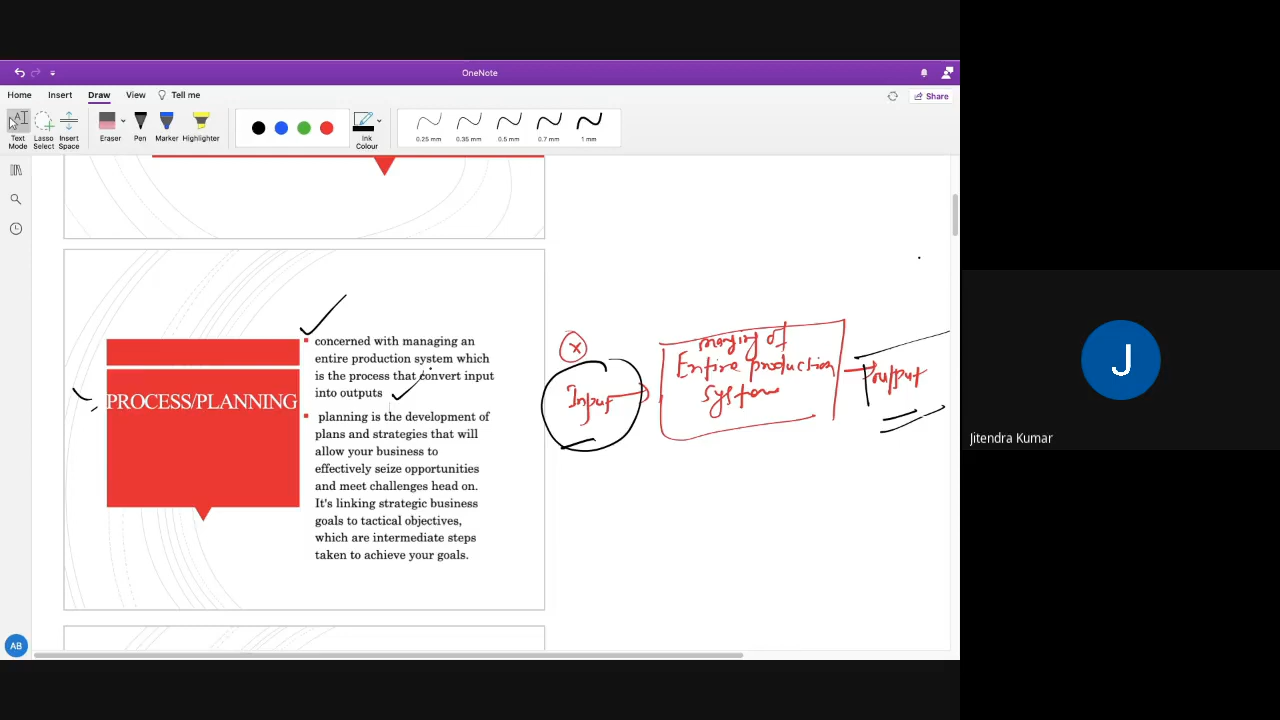 OneNote
Home Insert Draw View Tell me
Share
Text Mode
Lasso Select
Insert Space
Eraser
Pen
Marker
Highlighter
Ink Colour
0.25 mm
0.35 mm
0.5 mm
0.7 mm
1 mm
PROCESS/PLANNING
concerned with managing an
entire production system which
is the process that convert input
into outputs
planning is the development of
plans and strategies that will
allow your business to
effectively seize opportunities
and meet challenges head on.
It's linking strategic business
goals to tactical objectives,
which are intermediate steps
taken to achieve your goals.
x
Input
of
Entire production
System
output
J
Jitendra Kumar
AB